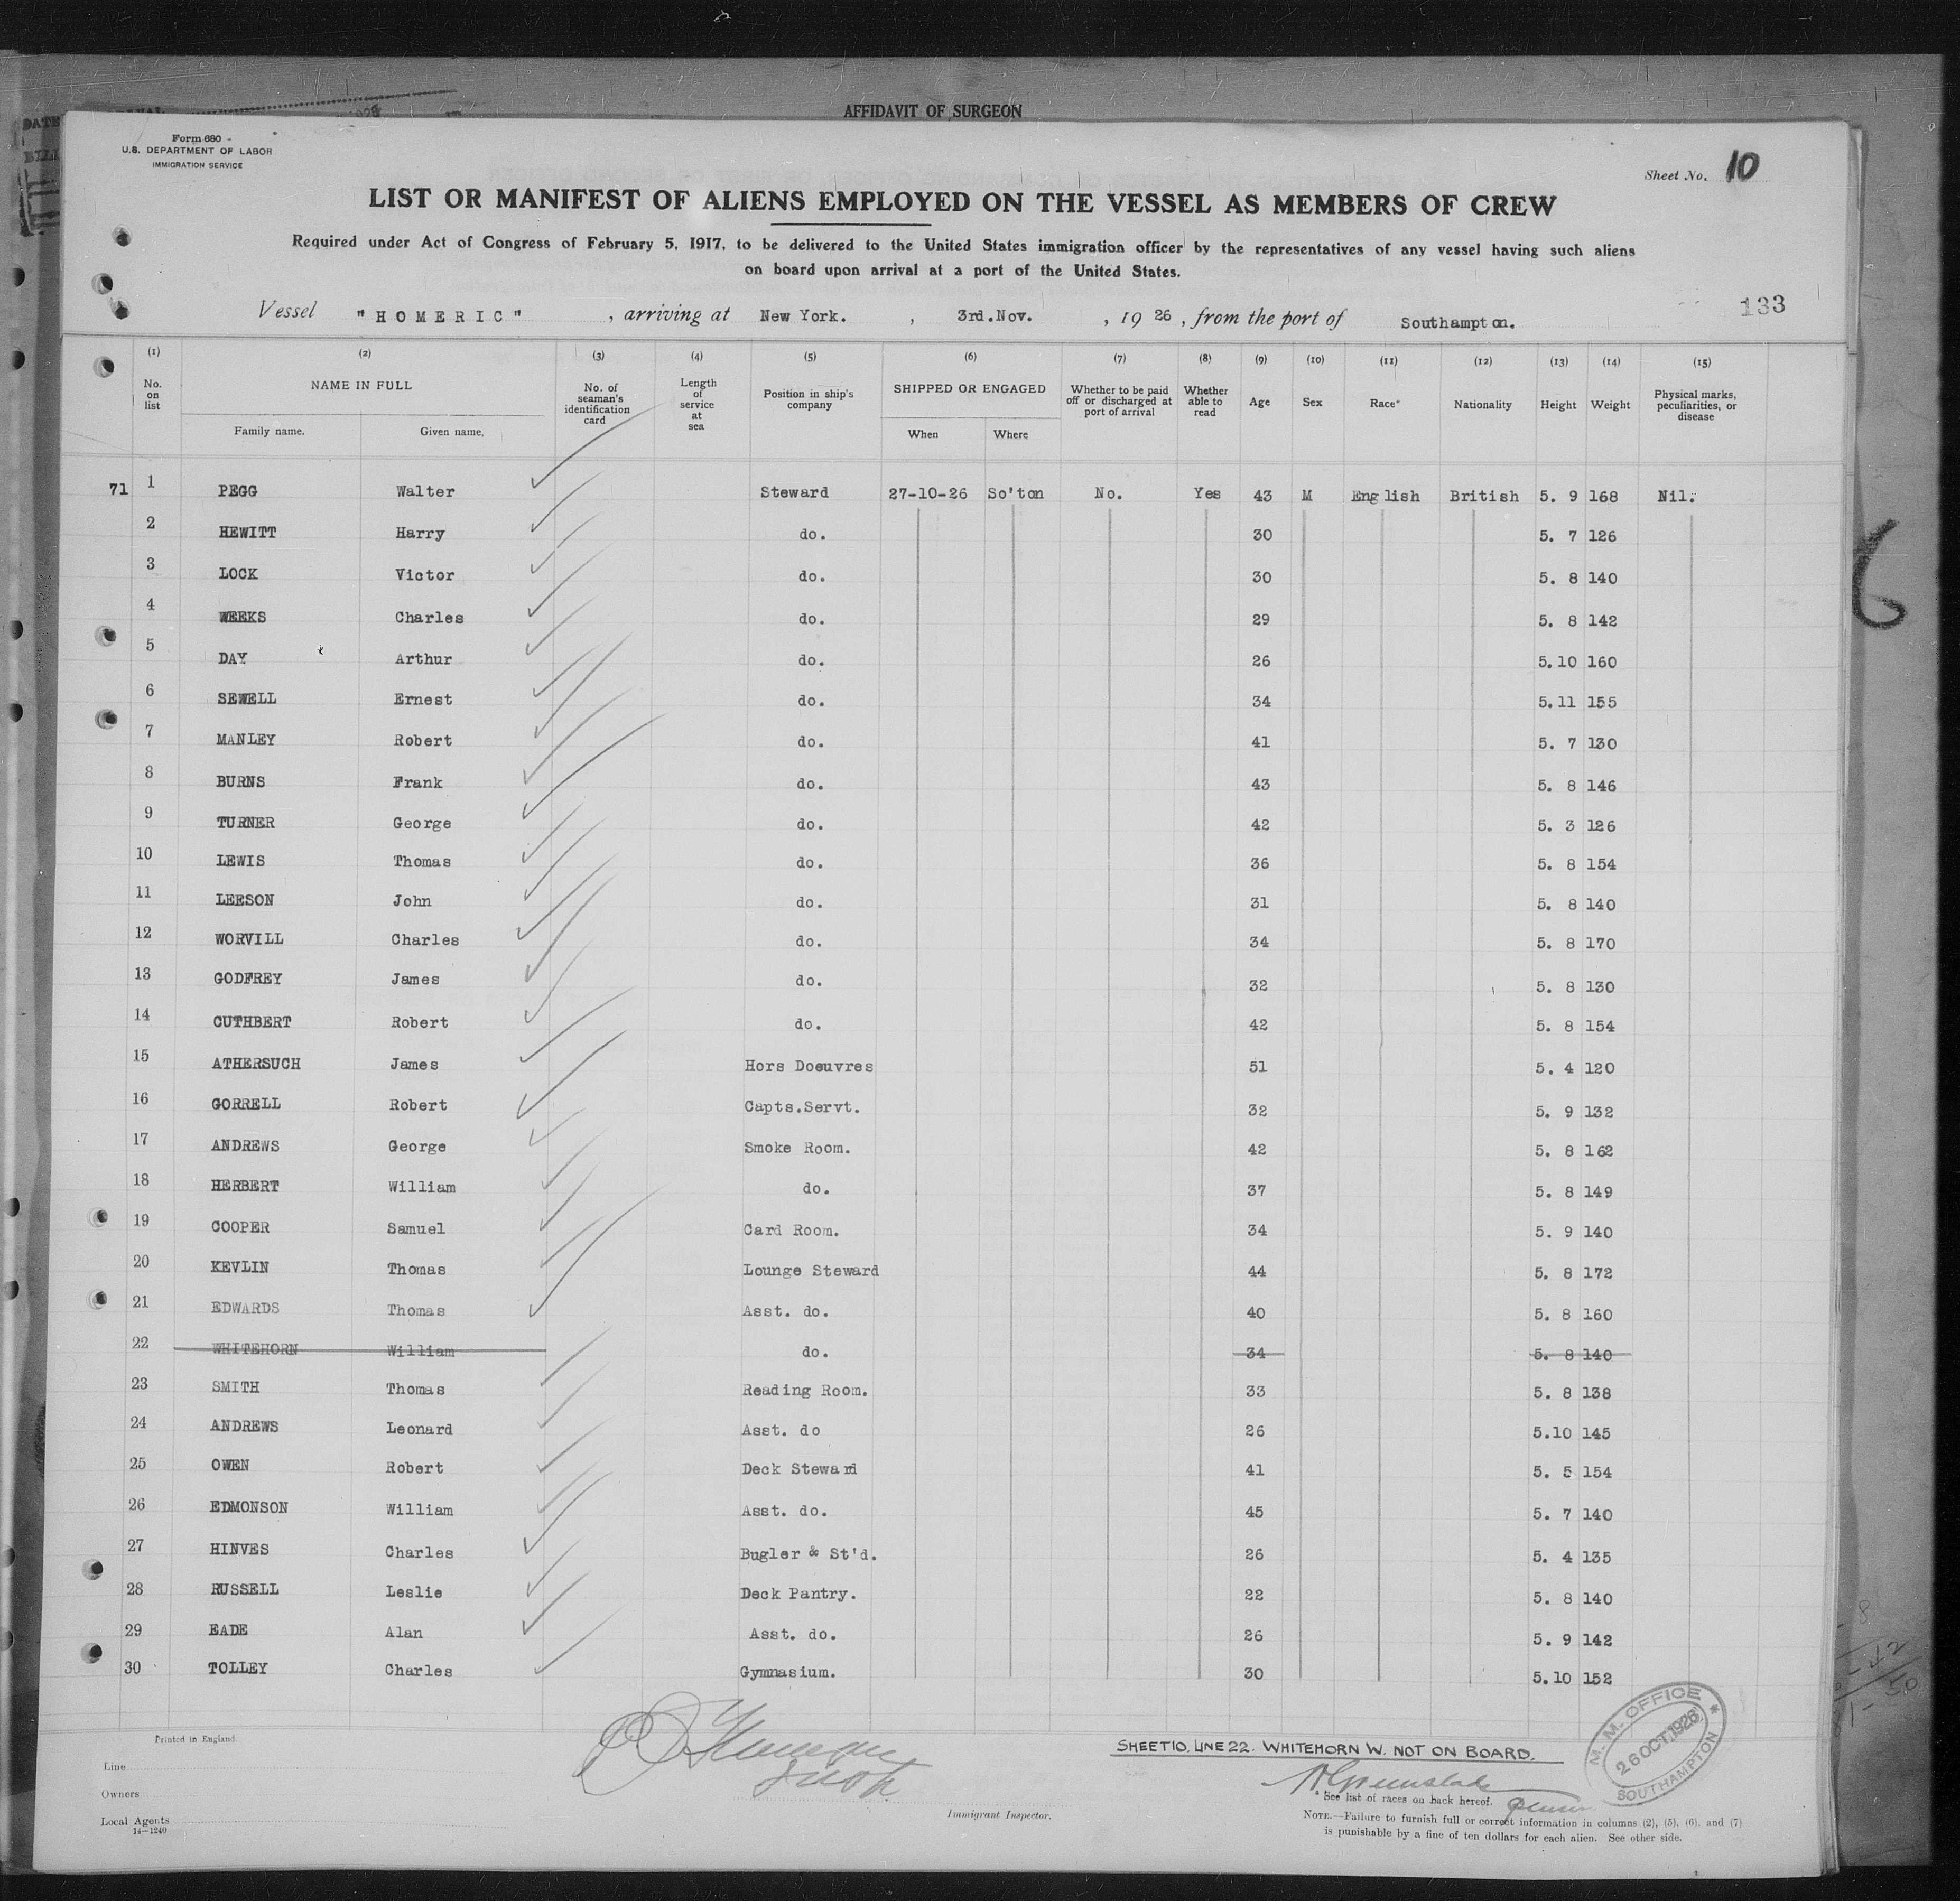 AFFIDAVIT OF SURGEON
Form 680
U.S. DEPARTMENT OF LABOR
IMMIGRATION SERVICE
Sheet No. 10
LIST OR MANIFEST OF ALIENS EMPLOYED ON THE VESSEL AS MEMBERS OF CREW
Required under Act of Congress of February 5, 1917, to be delivered to the United States immigration officer by the representatives of any vessel having such aliens
on board upon arrival at a port of the United States.
133
Vessel "HOMERIC" , arriving at New York. , 3rd.Nov. , 19 26 , from the port of Southampton.
(1) (2) (3) (4) (5) (6) (7) (8) (9) (10) (11) (12) (13) (14) (15)
No. on list NAME IN FULL No. of seaman's identification card Length of service at sea Position in ship's company SHIPPED OR ENGAGED Whether to be paid off or discharged at port of arrival Whether able to read Age Sex Race* Nationality Height Weight Physical marks, peculiarities, or disease
Family name. Given name. When Where
71 1 PEGG Walter Steward 27-10-26 So'ton No. Yes 43 M English British 5. 9 168 Nil.
2 HEWITT Harry do. 30 5. 7 126
3 LOCK Victor do. 30 5. 8 140
4 WEEKS Charles do. 29 5. 8 142
5 DAY Arthur do. 26 5.10 160
6 SEWELL Ernest do. 34 5.11 155
7 MANLEY Robert do. 41 5. 7 130
8 BURNS Frank do. 43 5. 8 146
9 TURNER George do. 42 5. 3 126
10 LEWIS Thomas do. 36 5. 8 154
11 LEESON John do. 31 5. 8 140
12 WORVILL Charles do. 34 5. 8 170
13 GODFREY James do. 32 5. 8 130
14 CUTHBERT Robert do. 42 5. 8 154
15 ATHERSUCH James Hors Doeuvres 51 5. 4 120
16 GORRELL Robert Capts.Servt. 32 5. 9 132
17 ANDREWS George Smoke Room. 42 5. 8 162
18 HERBERT William do. 37 5. 8 149
19 COOPER Samuel Card Room. 34 5. 9 140
20 KEVLIN Thomas Lounge Steward 44 5. 8 172
21 EDWARDS Thomas Asst. do. 40 5. 8 160
22 WHITEHORN William do. 34 5. 8 140
23 SMITH Thomas Reading Room. 33 5. 8 138
24 ANDREWS Leonard Asst. do 26 5.10 145
25 OWEN Robert Deck Steward 41 5. 5 154
26 EDMONSON William Asst. do. 45 5. 7 140
27 HINVES Charles Bugler & St'd. 26 5. 4 135
28 RUSSELL Leslie Deck Pantry. 22 5. 8 140
29 EADE Alan Asst. do. 26 5. 9 142
30 TOLLEY Charles Gymnasium. 30 5.10 152
6
Printed in England
SHEET 10. LINE 22. WHITEHORN W. NOT ON BOARD.
M.M. OFFICE
26 OCT 1926
SOUTHAMPTON
Line
Owners
Local Agents
14-1240
Immigrant Inspector.
* See list of races on back hereof.
NOTE.—Failure to furnish full or correct information in columns (2), (5), (6), and (7)
is punishable by a fine of ten dollars for each alien. See other side.